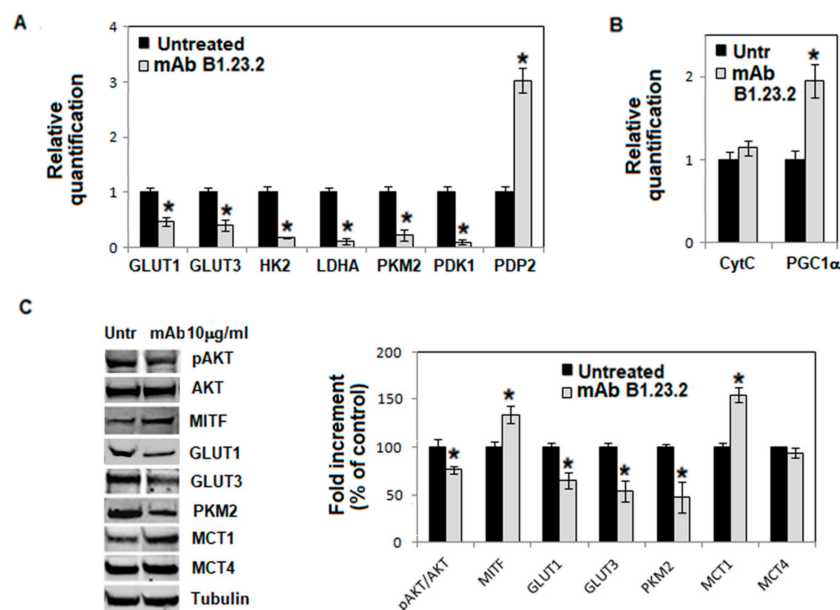 A
Relative quantification
4
3
2
1
0
Untreated
mAb B1.23.2
*
*
*
*
*
*
*
GLUT1 GLUT3 HK2 LDHA PKM2 PDK1 PDP2
B
Relative quantification
2
1
0
Untr
mAb
B1.23.2
*
CytC PGC1α
C
Untr mAb 10µg/ml
pAKT
AKT
MITF
GLUT1
GLUT3
PKM2
MCT1
MCT4
Tubulin
Fold increment
(% of control)
200
150
100
50
0
Untreated
mAb B1.23.2
*
*
*
*
*
*
pAKT/AKT MITF GLUT1 GLUT3 PKM2 MCT1 MCT4